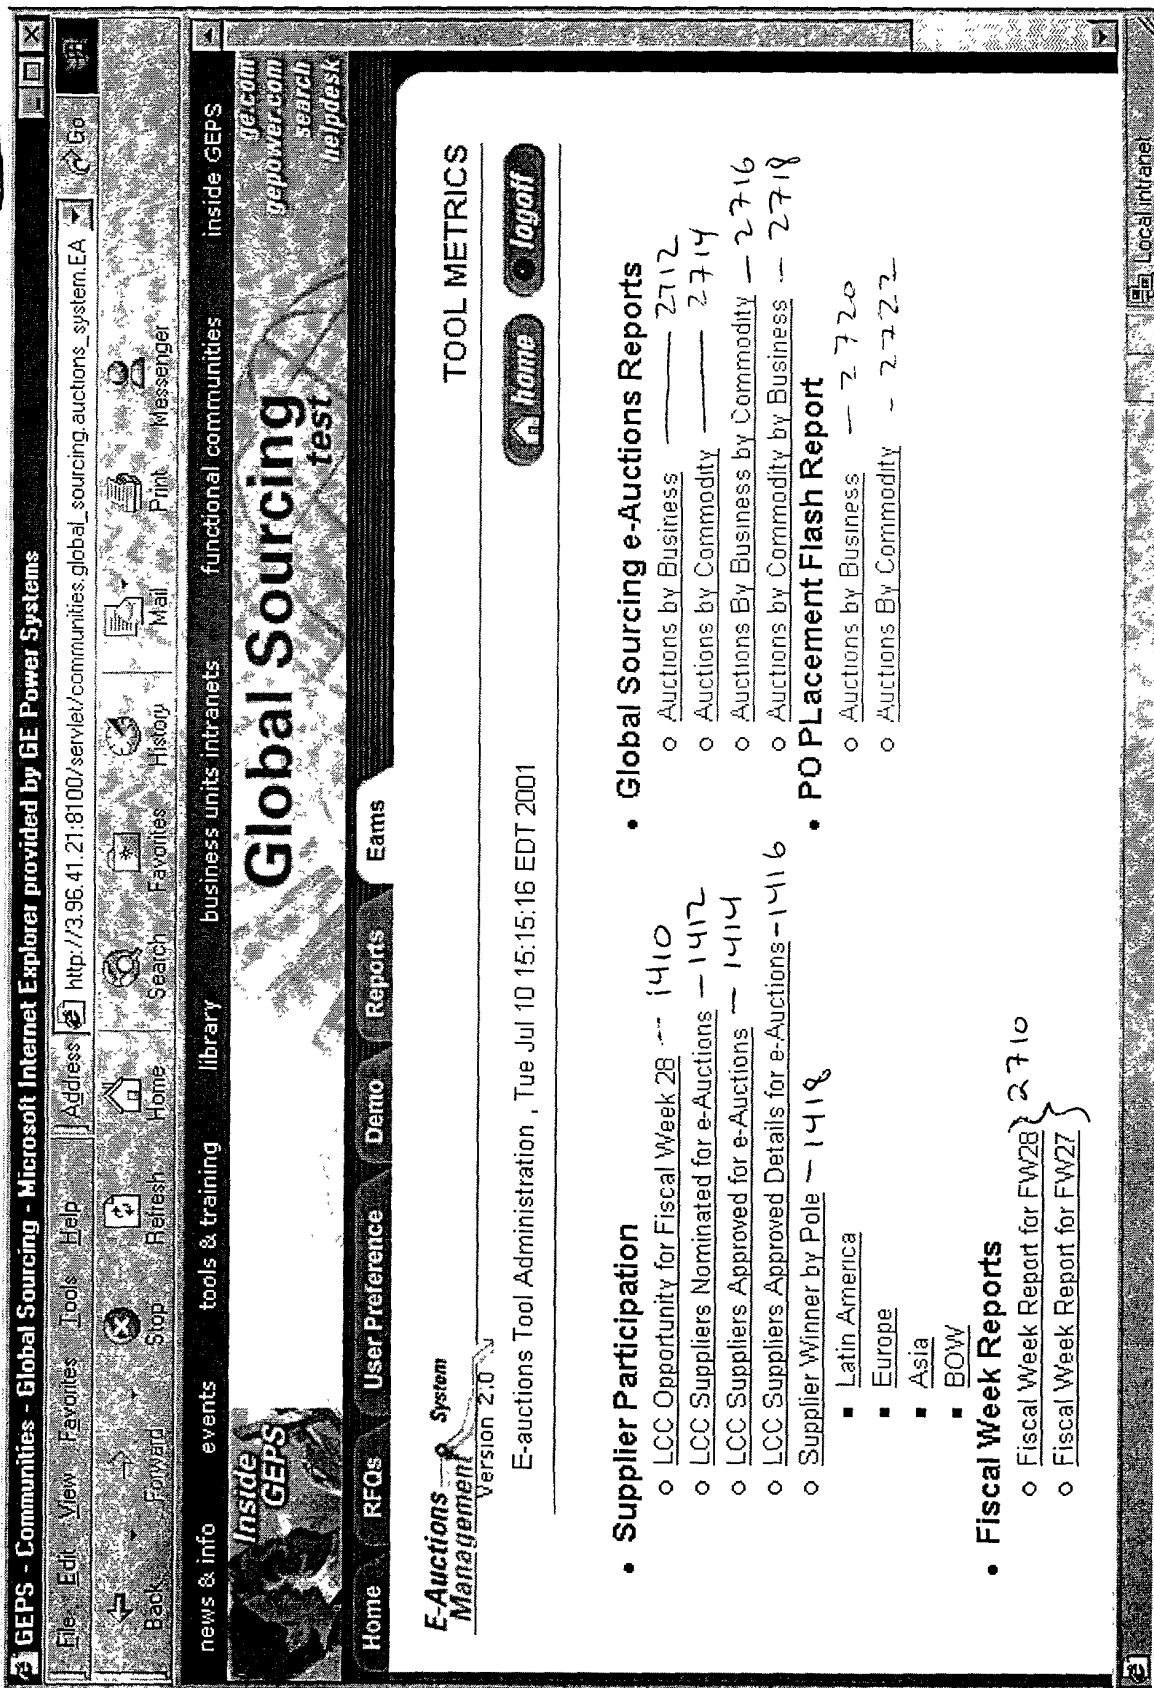 GEPS - Communities - Global Sourcing - Microsoft Internet Explorer provided by GE Power Systems
File Edit View Favorites Tools Help Address http://3.96.41.21:8100/servlet/communities.global_sourcing.auctions_system.EA Go
Back Forward Stop Refresh Home Search Favorites History Mail Print Messenger
news & info events tools & training library business units intranets functional communities inside GEPS
Inside GEPS
Global Sourcing
test
ge.com
gepower.com
search
helpdesk
Home RFQs User Preference Demo Reports Eams
E-Auctions System
Management
Version 2.0
TOOL METRICS
E-auctions Tool Administration , Tue Jul 10 15:15:16 EDT 2001
home logoff
• Supplier Participation
○ LCC Opportunity for Fiscal Week 28 -- 1410
○ LCC Suppliers Nominated for e-Auctions - 1412
○ LCC Suppliers Approved for e-Auctions - 1414
○ LCC Suppliers Approved Details for e-Auctions - 1416
○ Supplier Winner by Pole - 1418
▪ Latin America
▪ Europe
▪ Asia
▪ BOW
• Fiscal Week Reports
○ Fiscal Week Report for FW28 } 2710
○ Fiscal Week Report for FW27
• Global Sourcing e-Auctions Reports
○ Auctions by Business — 2712
○ Auctions by Commodity — 2714
○ Auctions By Business by Commodity — 2716
○ Auctions by Commodity by Business - 2718
• PO PLacement Flash Report
○ Auctions by Business - 2720
○ Auctions By Commodity - 2722
Local intranet